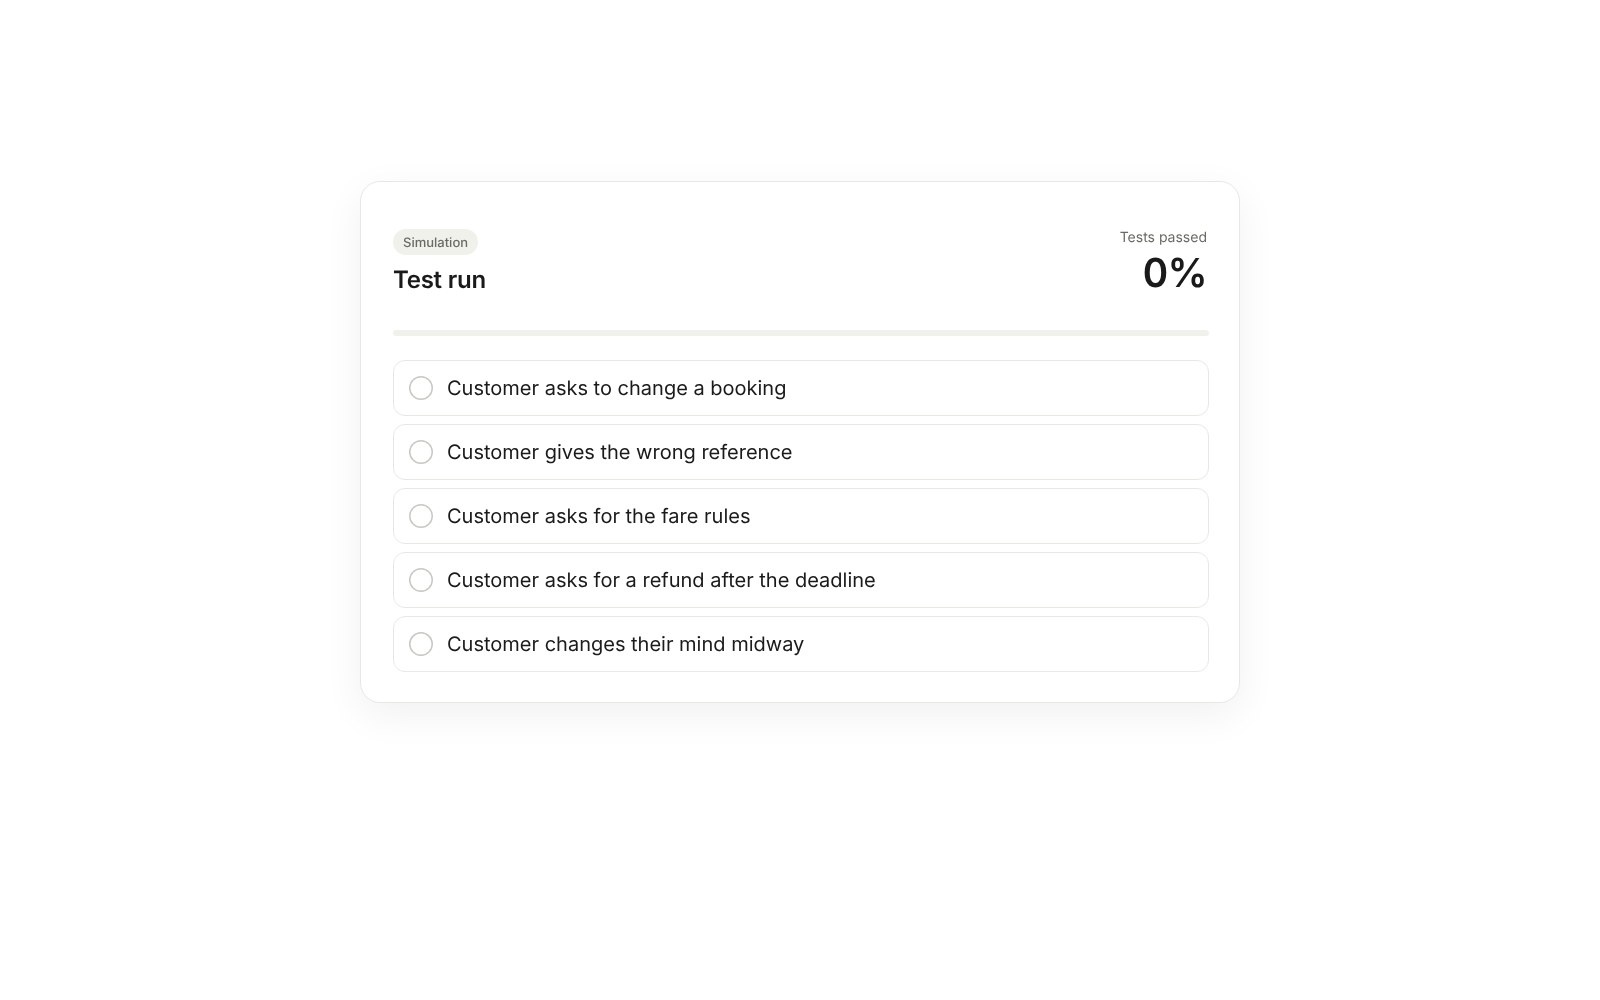 Simulation
Test run
Tests passed
0%
Customer asks to change a booking
Customer gives the wrong reference
Customer asks for the fare rules
Customer asks for a refund after the deadline
Customer changes their mind midway